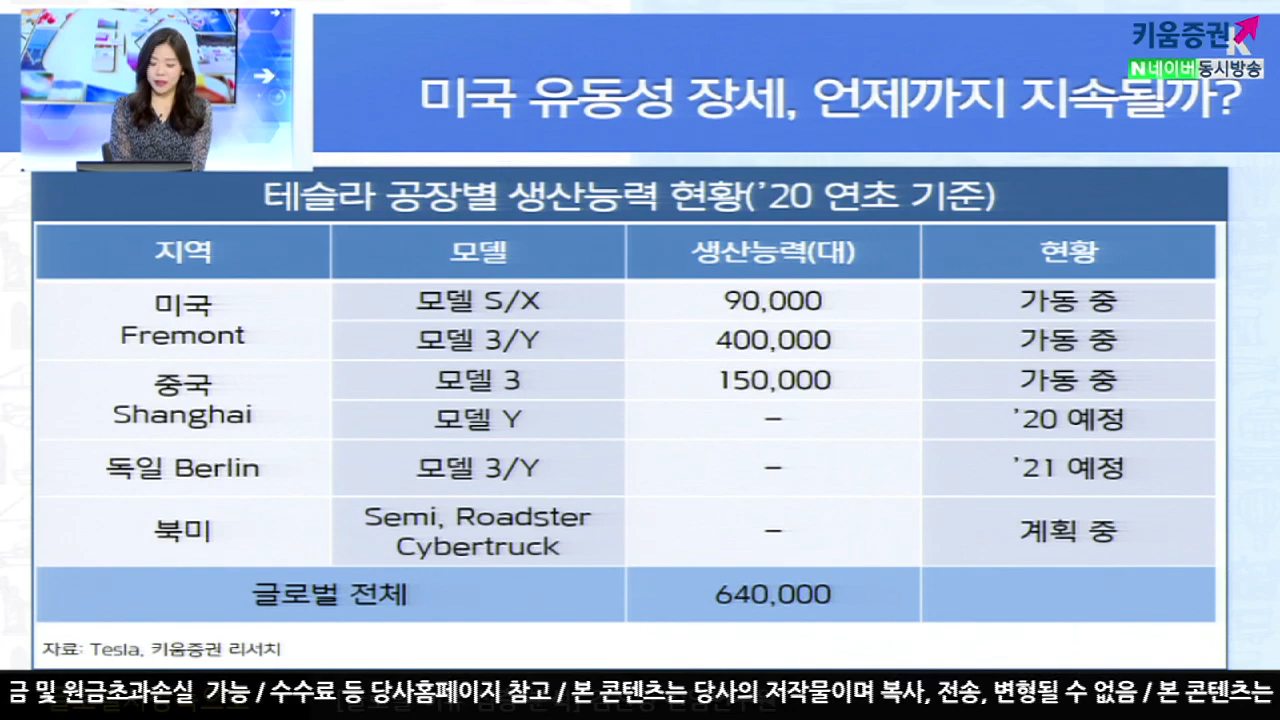 키움증권
K
N 네이버 동시방송
미국 유동성 장세, 언제까지 지속될까?
테슬라 공장별 생산능력 현황('20 연초 기준)
지역 모델 생산능력(대) 현황
미국 Fremont 모델 S/X 90,000 가동 중
모델 3/Y 400,000 가동 중
중국 Shanghai 모델 3 150,000 가동 중
모델 Y – '20 예정
독일 Berlin 모델 3/Y – '21 예정
북미 Semi, Roadster Cybertruck – 계획 중
글로벌 전체 640,000
자료: Tesla, 키움증권 리서치
금 및 원금초과손실 가능 / 수수료 등 당사홈페이지 참고 / 본 콘텐츠는 당사의 저작물이며 복사, 전송, 변형될 수 없음 / 본 콘텐츠는